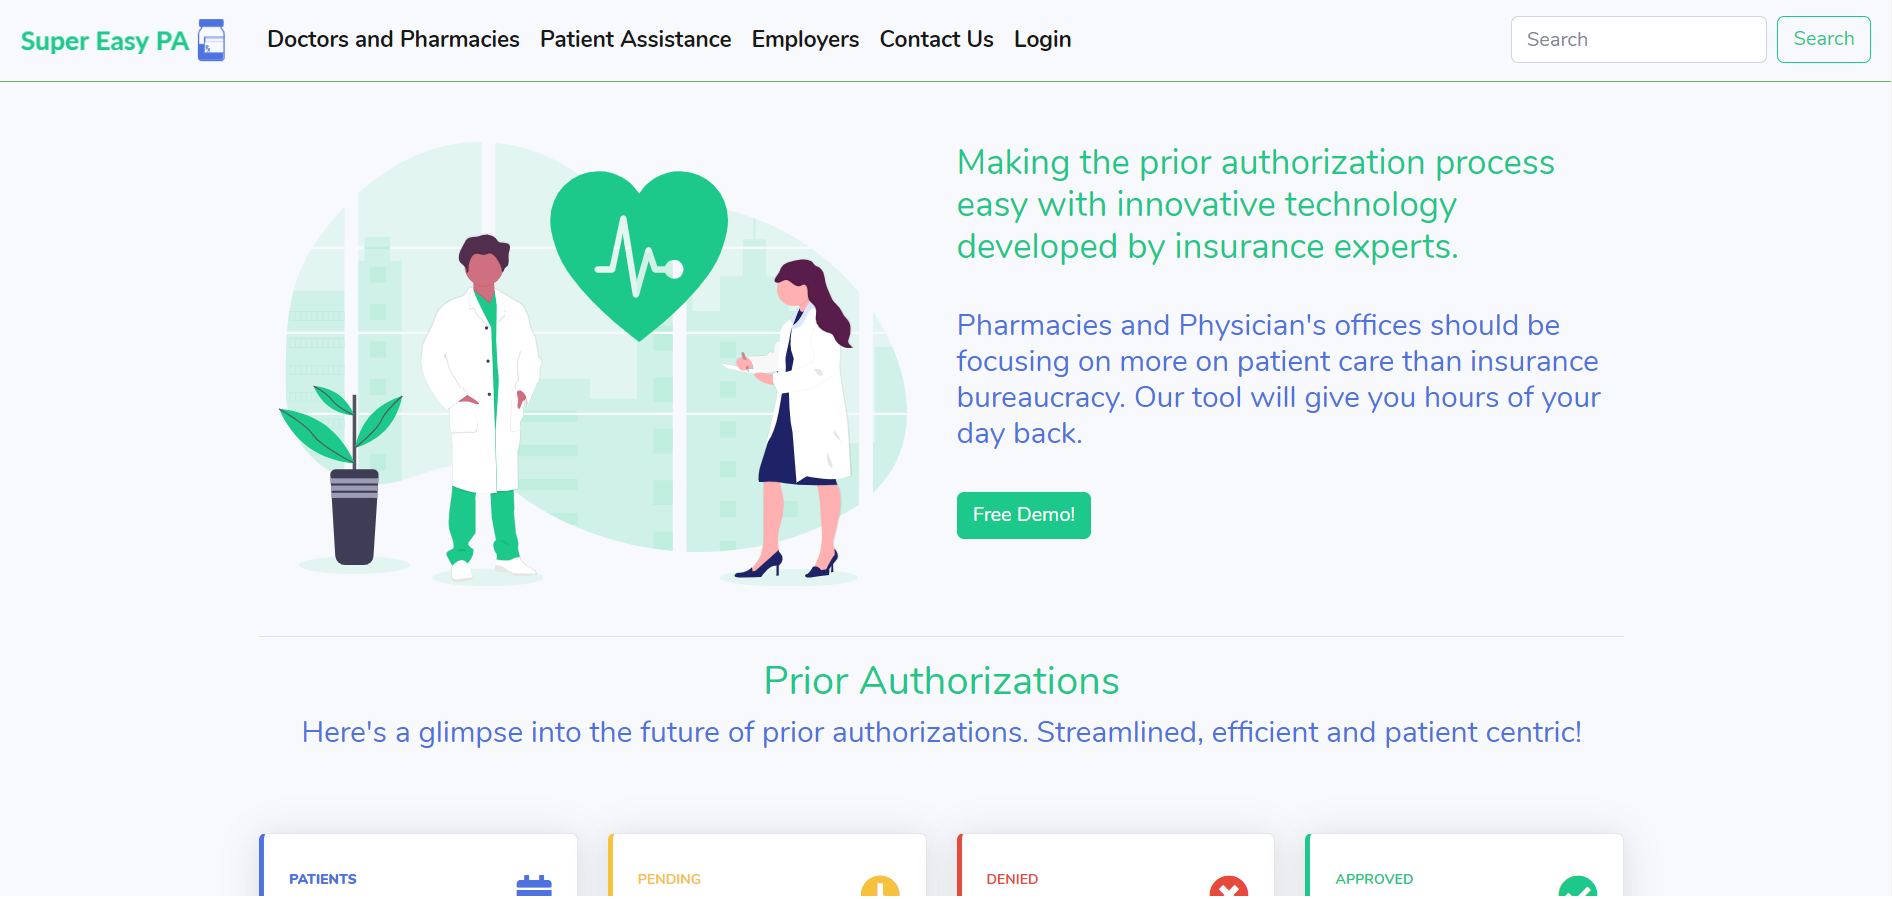 Super Easy PA
Doctors and Pharmacies
Patient Assistance
Employers
Contact Us
Login
Search
Search
Making the prior authorization process
easy with innovative technology
developed by insurance experts.
Pharmacies and Physician's offices should be
focusing on more on patient care than insurance
bureaucracy. Our tool will give you hours of your
day back.
Free Demo!
Prior Authorizations
Here's a glimpse into the future of prior authorizations. Streamlined, efficient and patient centric!
PATIENTS
PENDING
DENIED
APPROVED